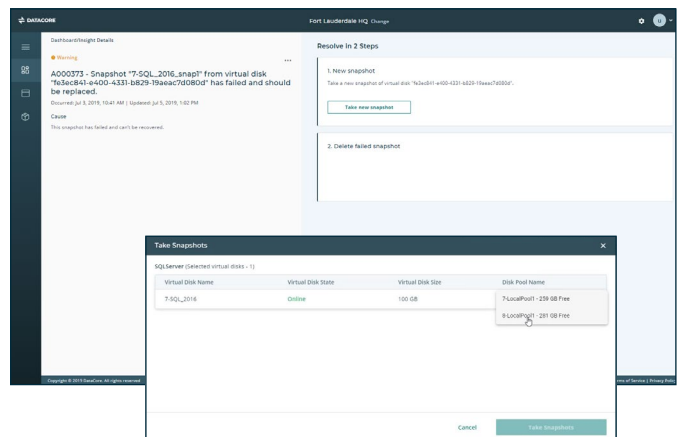 DATACORE
Fort Lauderdale HQ Change
U
Dashboard/Insight Details
Warning
...
A000373 - Snapshot "7-SQL_2016_snap1" from virtual disk
"fe3ec841-e400-4331-b829-19aeac7d080d" has failed and should
be replaced.
Occurred: Jul 3, 2019, 10:41 AM | Updated: Jul 5, 2019, 1:02 PM
Cause
This snapshot has failed and can't be recovered.
Resolve in 2 Steps
1. New snapshot
Take a new snapshot of virtual disk "fe3ec841-e400-4331-b829-19aeac7d080d".
Take new snapshot
2. Delete failed snapshot
Take Snapshots
SQLServer (Selected virtual disks - 1)
Virtual Disk Name Virtual Disk State Virtual Disk Size Disk Pool Name
7-SQL_2016 Online 100 GB 7-LocalPool1 - 259 GB Free
8-LocalPool1 - 281 GB Free
Cancel Take Snapshots
Copyright © 2019 DataCore. All rights reserved
rms of Service | Privacy Policy